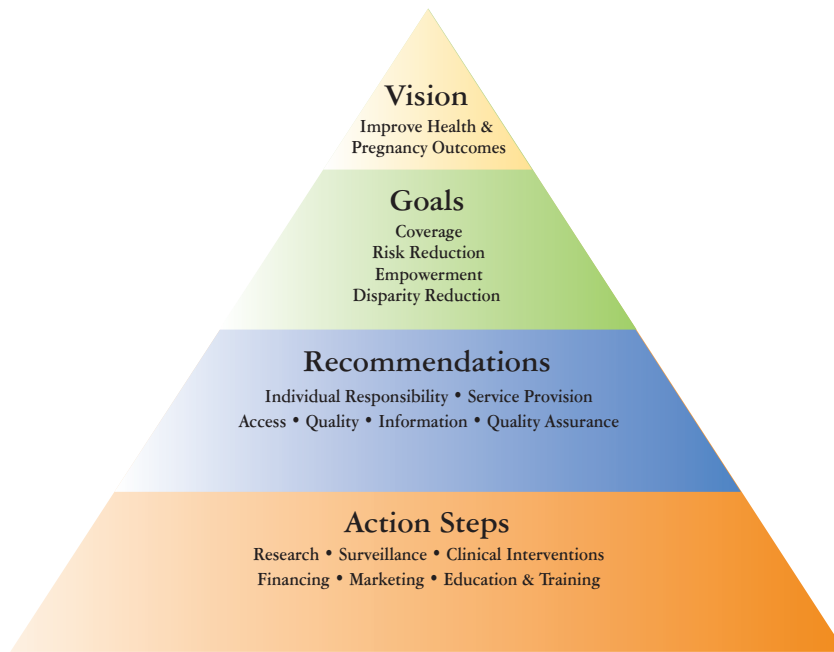 Vision
Improve Health &
Pregnancy Outcomes
Goals
Coverage
Risk Reduction
Empowerment
Disparity Reduction
Recommendations
Individual Responsibility • Service Provision
Access • Quality • Information • Quality Assurance
Action Steps
Research • Surveillance • Clinical Interventions
Financing • Marketing • Education & Training